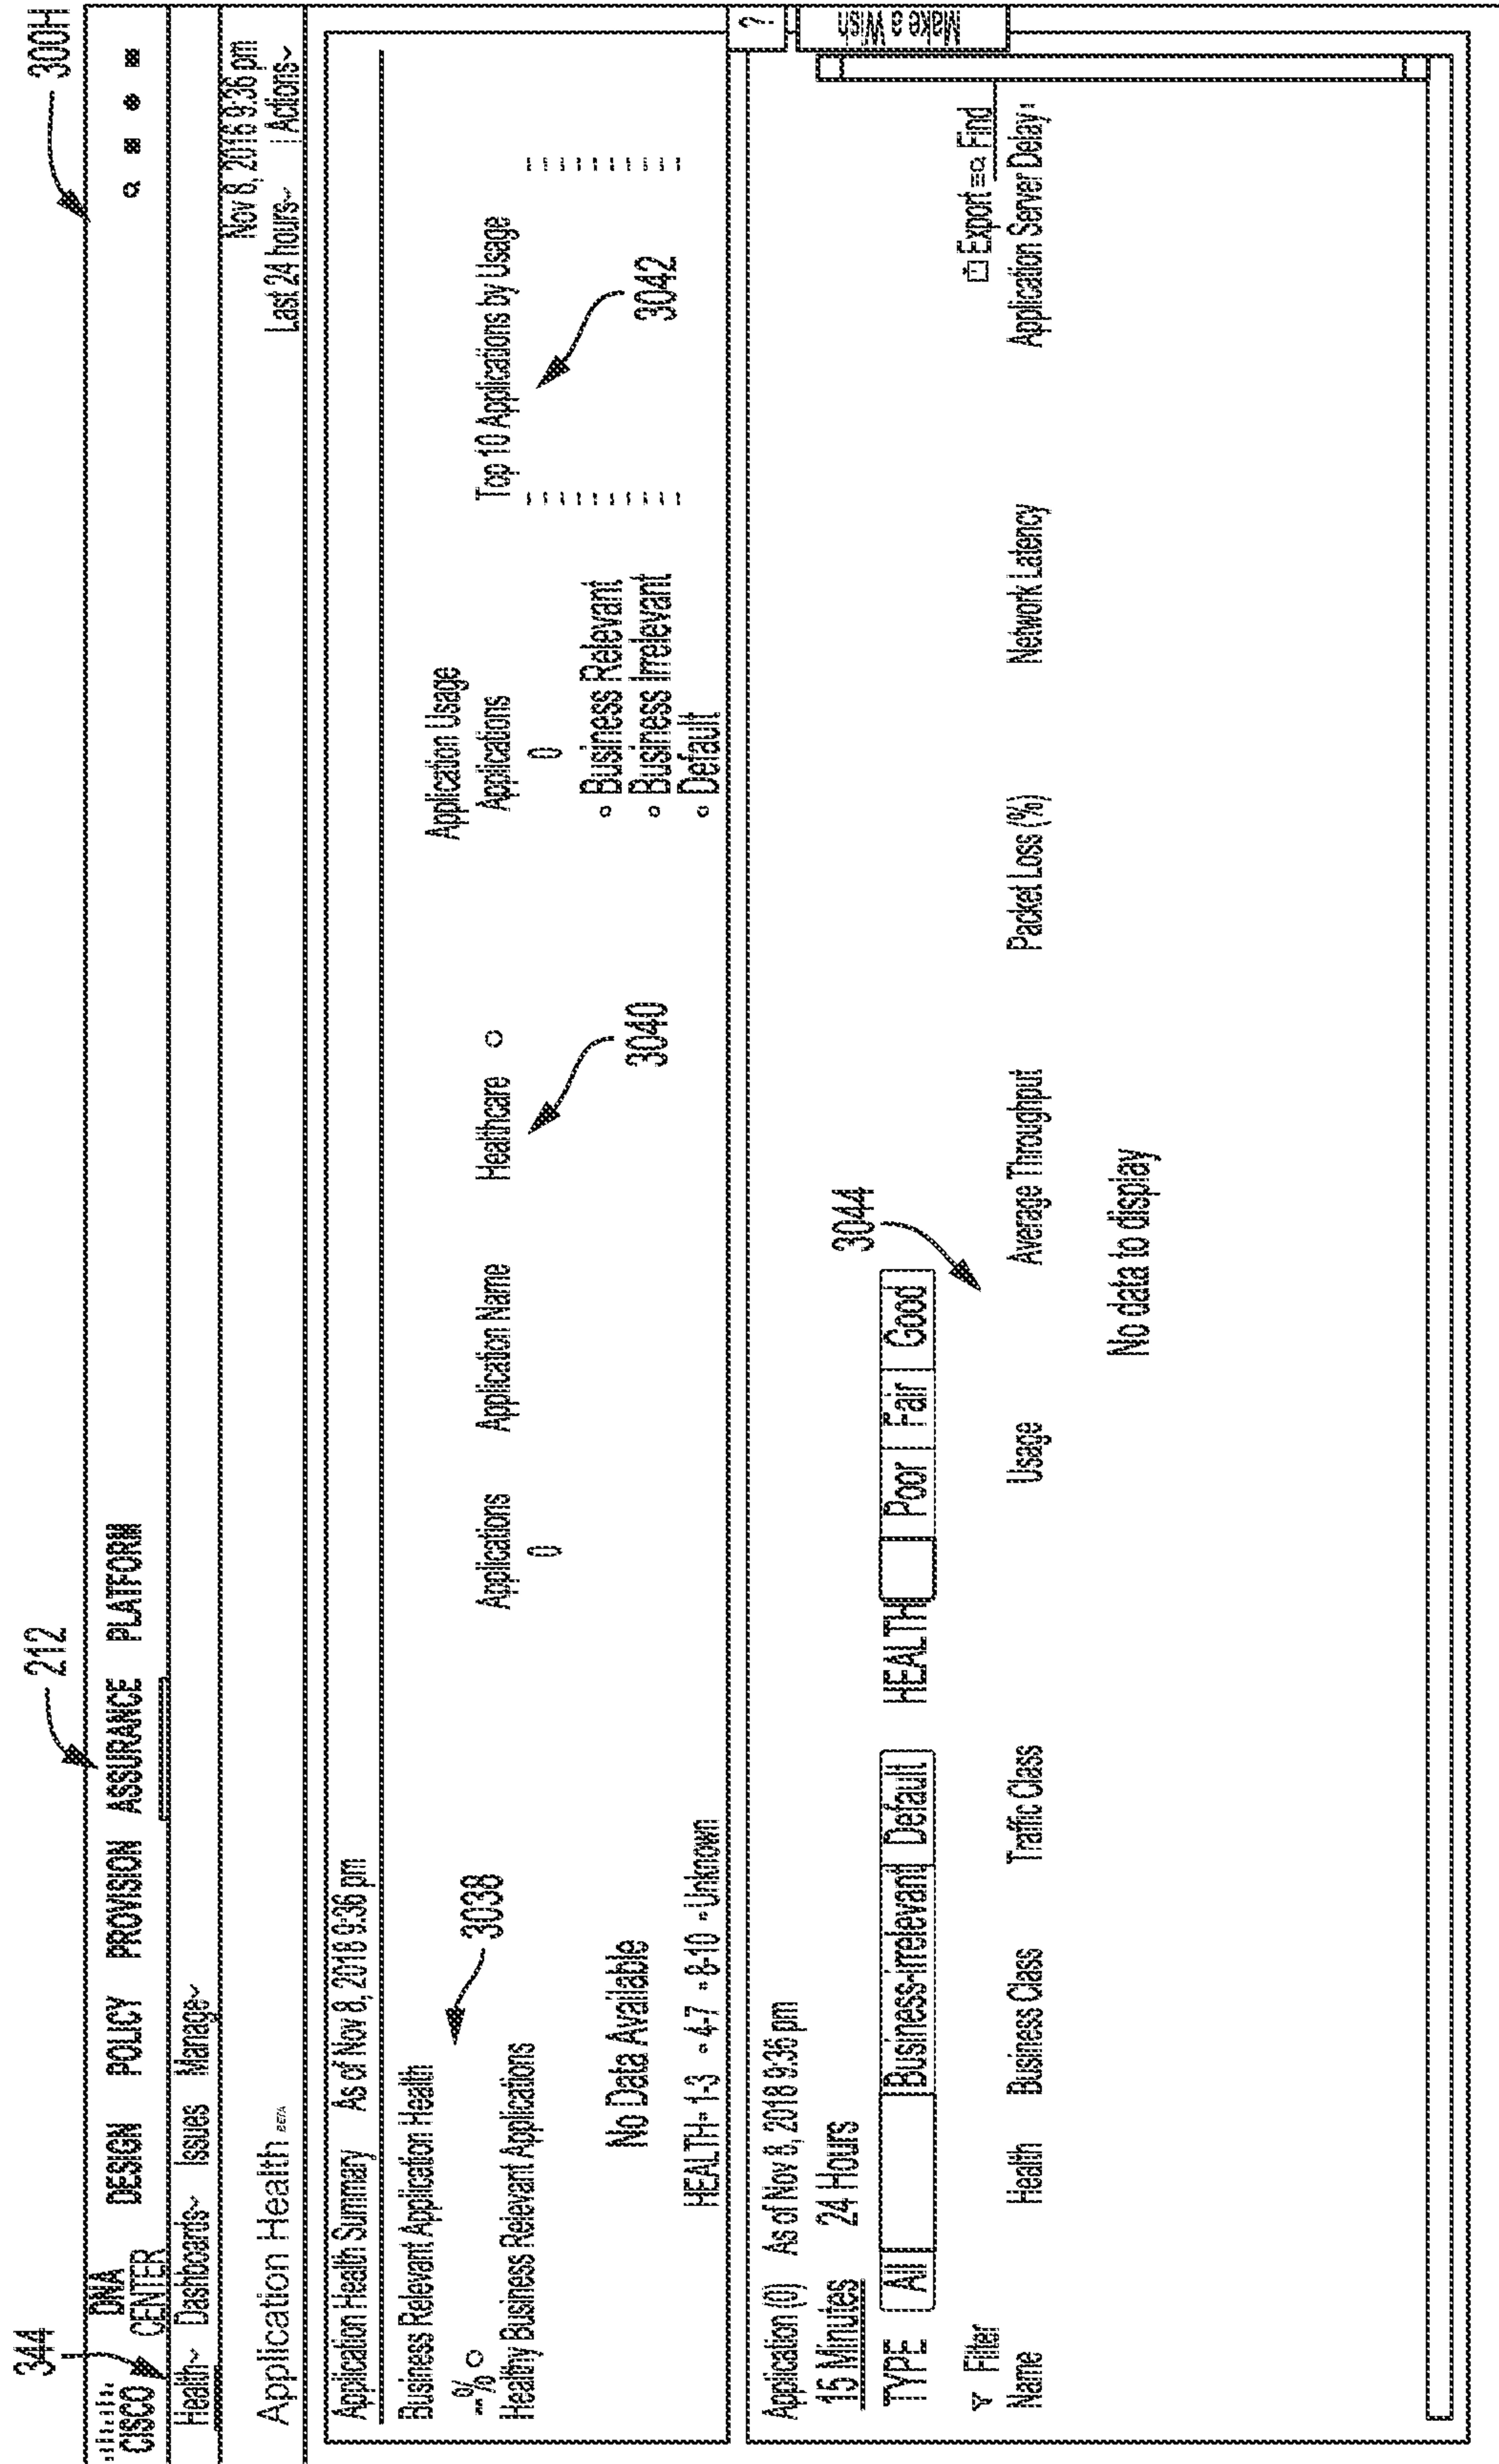 300H
344
212
CISCO DNA CENTER DESIGN POLICY PROVISION ASSURANCE PLATFORM
Health Dashboards Issues Manage
Nov 8, 2018 9:36 pm
Application Health BETA
Last 24 hours | Actions
Application Health Summary As of Nov 8, 2018 9:36 pm
Business Relevant Application Health
3038
--%
Healthy Business Relevant Applications
No Data Available
HEALTH 1-3 4-7 8-10 Unknown
Applications
0
Application Name
Healthcare
3040
Application Usage
Applications
0
Business Relevant
Business Irrelevant
Default
Top 10 Applications by Usage
3042
?
Make a Wish
Application (0) As of Nov 8, 2018 9:36 pm
15 Minutes 24 Hours
TYPE All Business-irrelevant Default HEALTH Poor Fair Good
3044
Filter
Export Find
Name Health Business Class Traffic Class Usage Average Throughput Packet Loss (%) Network Latency Application Server Delay
No data to display